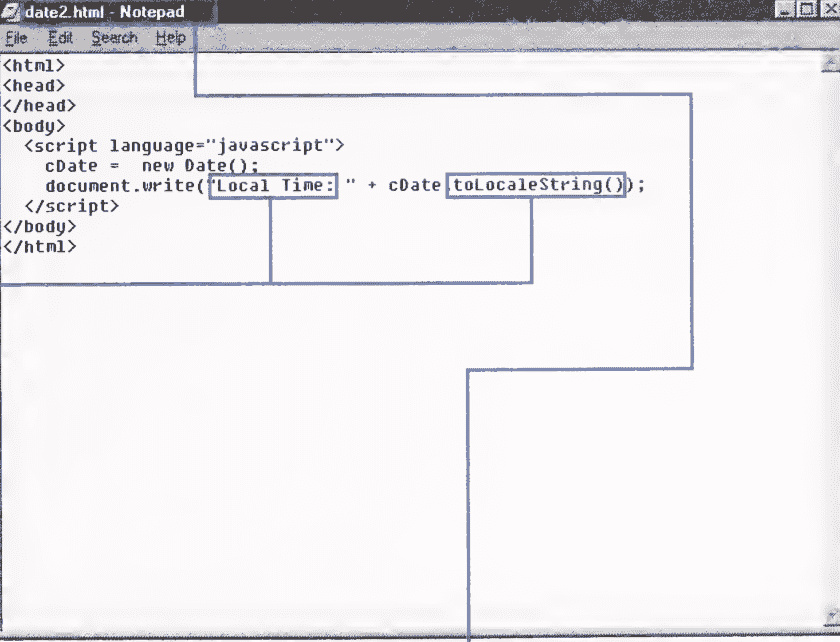 date2.html - Notepad
File Edit Search Help
<html>
<head>
</head>
<body>
<script language="javascript">
cDate = new Date();
document.write("Local Time: " + cDate.toLocaleString());
</script>
</body>
</html>